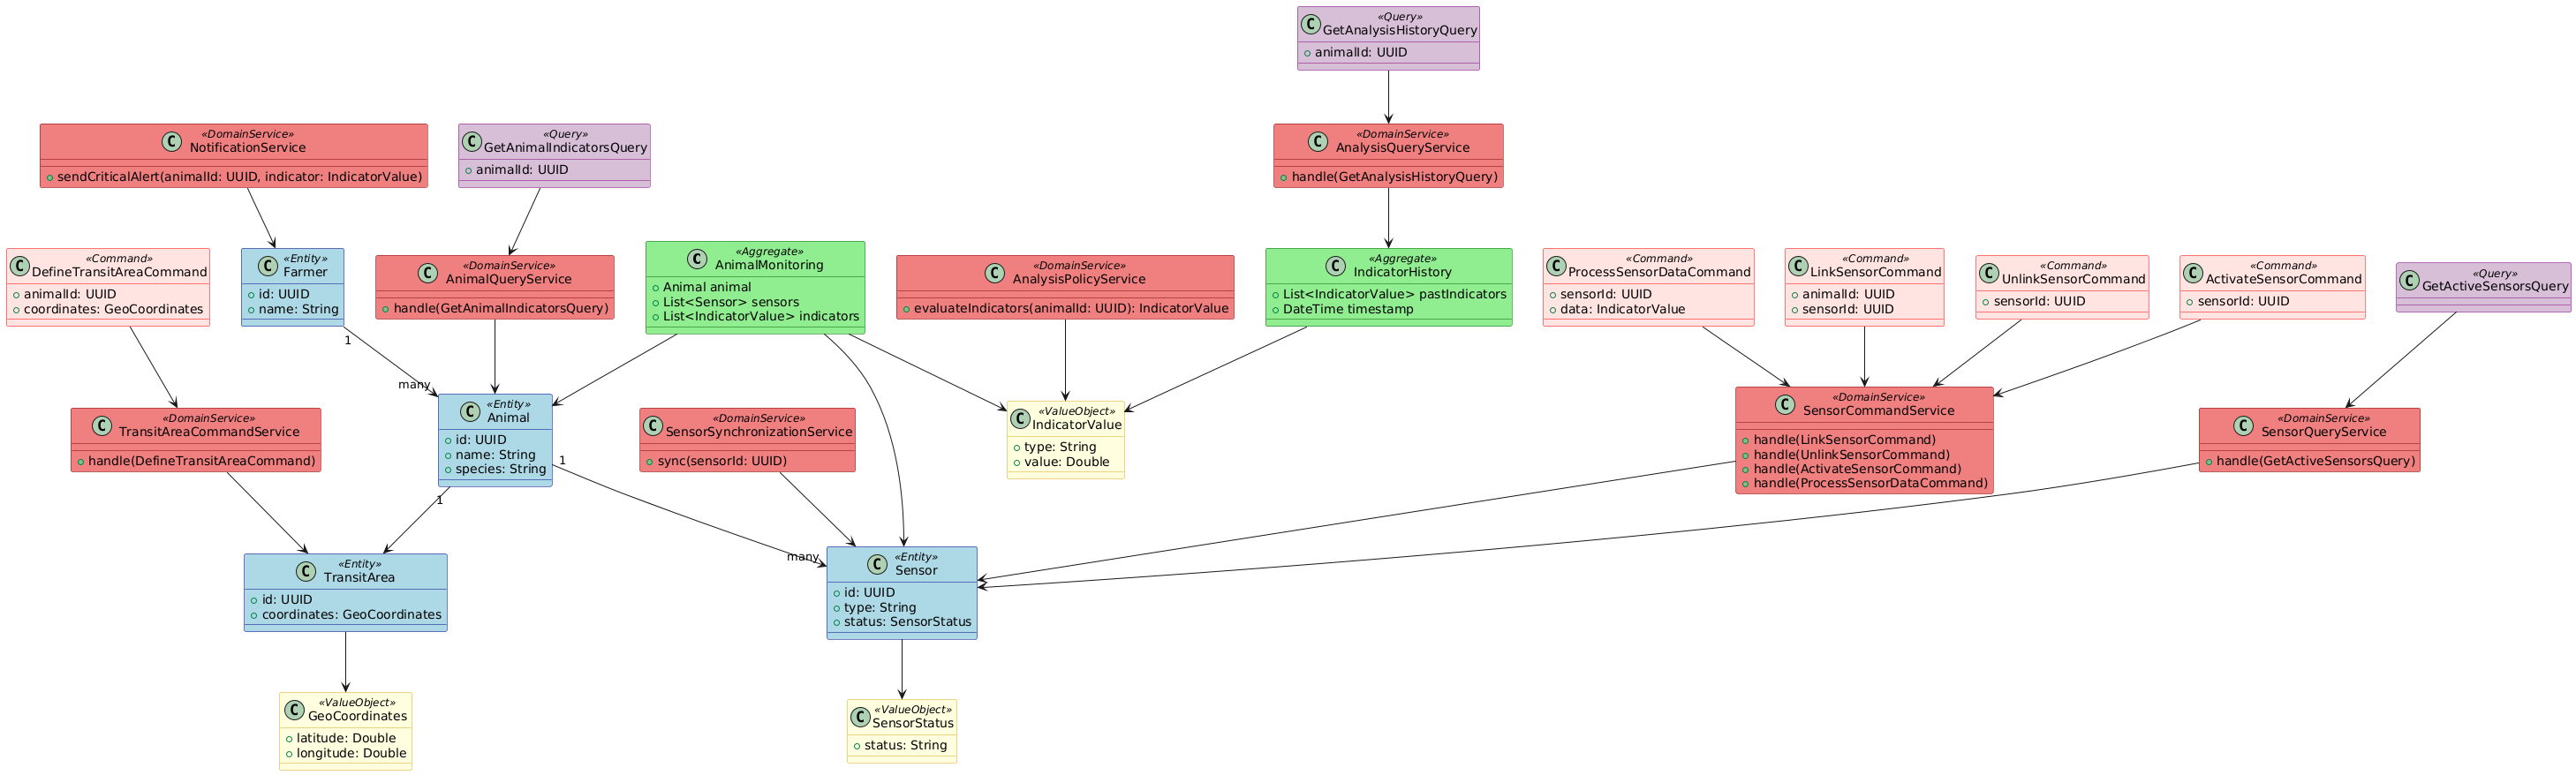 «Query»
GetAnalysisHistoryQuery
animalId: UUID
«DomainService»
NotificationService
sendCriticalAlert(animalId: UUID, indicator: IndicatorValue)
«Query»
GetAnimalIndicatorsQuery
animalId: UUID
«DomainService»
AnalysisQueryService
handle(GetAnalysisHistoryQuery)
«Command»
DefineTransitAreaCommand
animalId: UUID
coordinates: GeoCoordinates
«Entity»
Farmer
id: UUID
name: String
«DomainService»
AnimalQueryService
handle(GetAnimalIndicatorsQuery)
«Aggregate»
AnimalMonitoring
Animal animal
List<Sensor> sensors
List<IndicatorValue> indicators
«DomainService»
AnalysisPolicyService
evaluateIndicators(animalId: UUID): IndicatorValue
«Aggregate»
IndicatorHistory
List<IndicatorValue> pastIndicators
DateTime timestamp
«Command»
ProcessSensorDataCommand
sensorId: UUID
data: IndicatorValue
«Command»
LinkSensorCommand
animalId: UUID
sensorId: UUID
«Command»
UnlinkSensorCommand
sensorId: UUID
«Command»
ActivateSensorCommand
sensorId: UUID
«Query»
GetActiveSensorsQuery
1
many
«DomainService»
TransitAreaCommandService
handle(DefineTransitAreaCommand)
«Entity»
Animal
id: UUID
name: String
species: String
«DomainService»
SensorSynchronizationService
sync(sensorId: UUID)
«ValueObject»
IndicatorValue
type: String
value: Double
«DomainService»
SensorCommandService
handle(LinkSensorCommand)
handle(UnlinkSensorCommand)
handle(ActivateSensorCommand)
handle(ProcessSensorDataCommand)
«DomainService»
SensorQueryService
handle(GetActiveSensorsQuery)
1
1
many
«Entity»
TransitArea
id: UUID
coordinates: GeoCoordinates
«Entity»
Sensor
id: UUID
type: String
status: SensorStatus
«ValueObject»
GeoCoordinates
latitude: Double
longitude: Double
«ValueObject»
SensorStatus
status: String